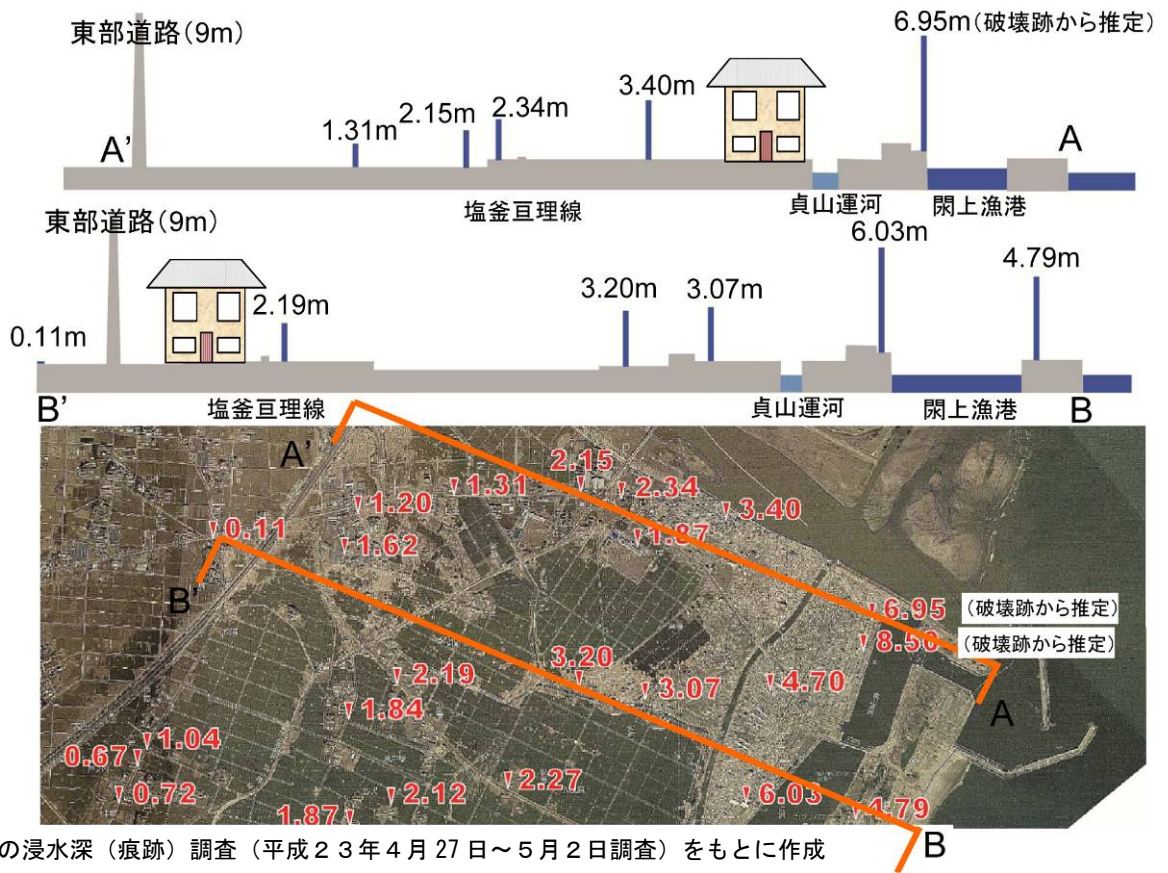 東部道路(9m)
6.95m(破壊跡から推定)
3.40m
2.34m
2.15m
1.31m
A'
A
塩釜亘理線
貞山運河
閖上漁港
東部道路(9m)
6.03m
4.79m
3.20m
3.07m
2.19m
0.11m
B'
塩釜亘理線
貞山運河
閖上漁港
B
A'
2.15
1.31
2.34
1.20
3.40
0.11
1.87
1.62
B'
6.95 (破壊跡から推定)
8.50 (破壊跡から推定)
3.20
2.19
3.07
4.70
A
1.84
1.04
0.67
2.27
0.72
2.12
6.03
4.79
1.87
B
の浸水深(痕跡)調査(平成23年4月27日~5月2日調査)をもとに作成